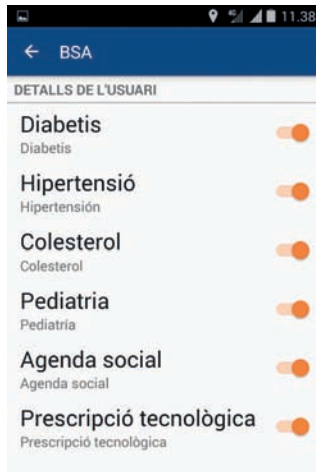 11.38
BSA
DETALLS DE L'USUARI
Diabetis
Diabetis
Hipertensió
Hipertensión
Colesterol
Colesterol
Pediatria
Pediatría
Agenda social
Agenda social
Prescripció tecnològica
Prescripció tecnològica